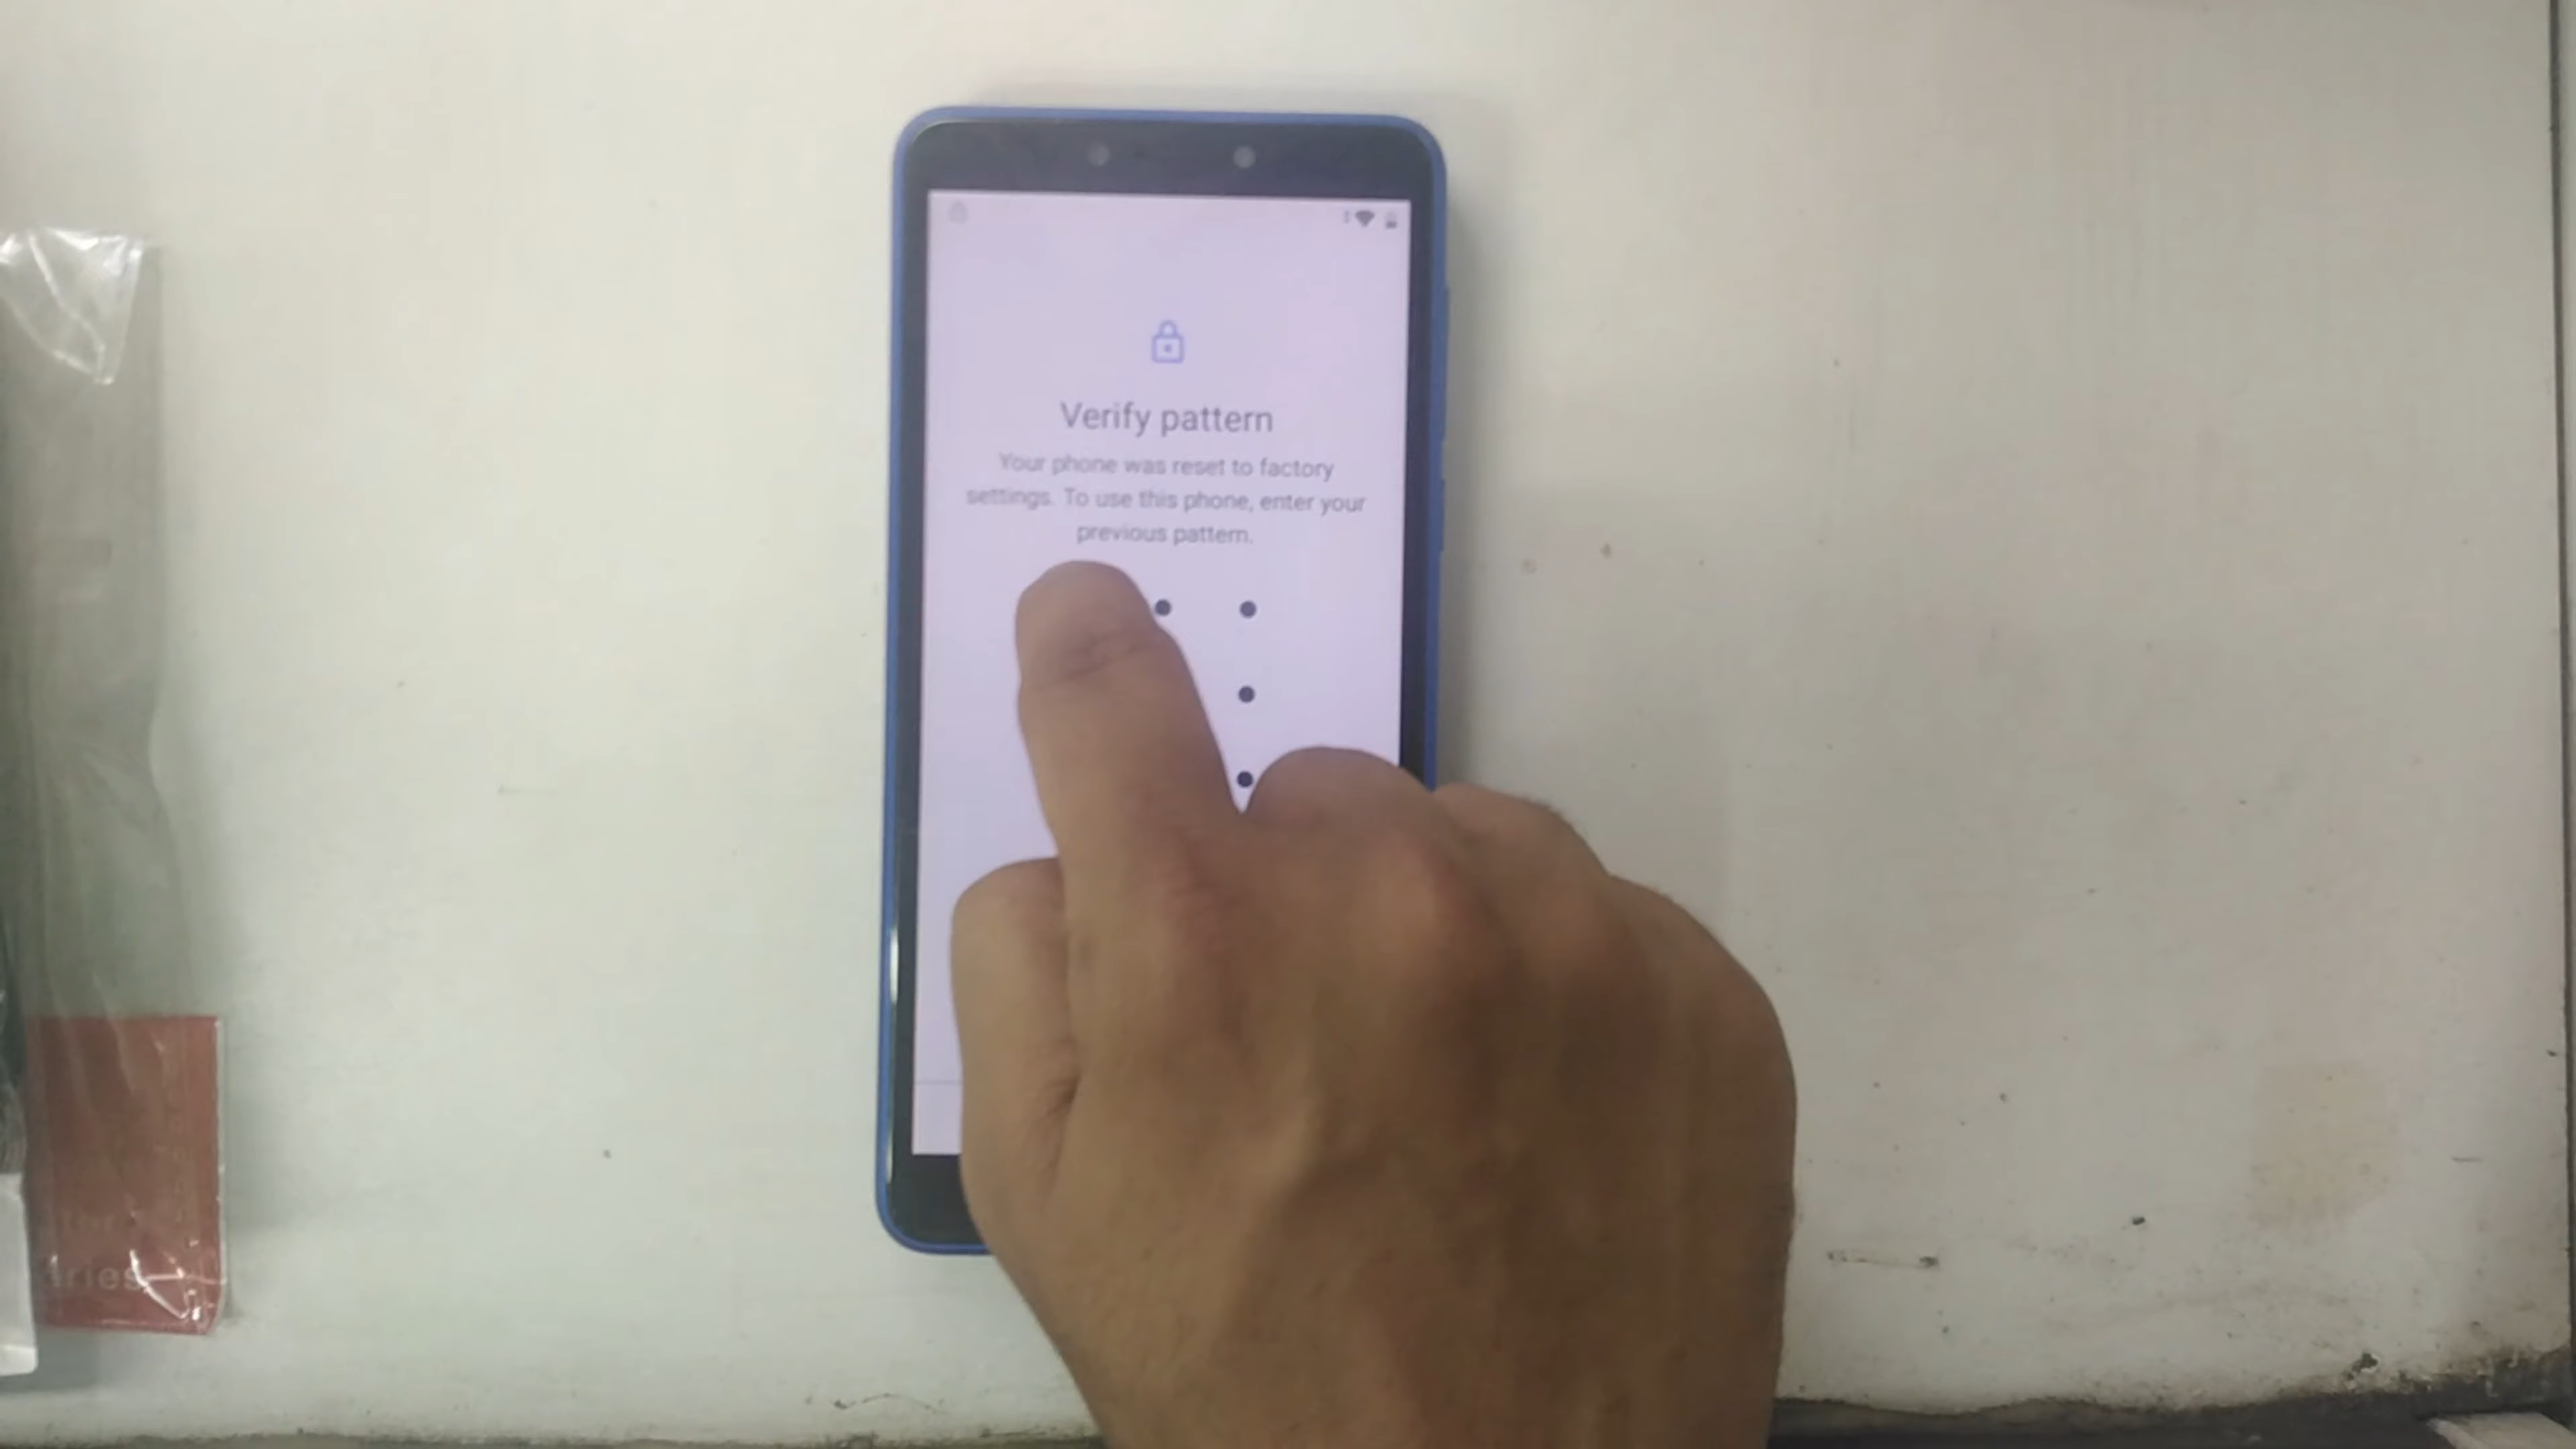 Verify pattern
Your phone was reset to factory
settings. To use this phone, enter your
previous pattern.